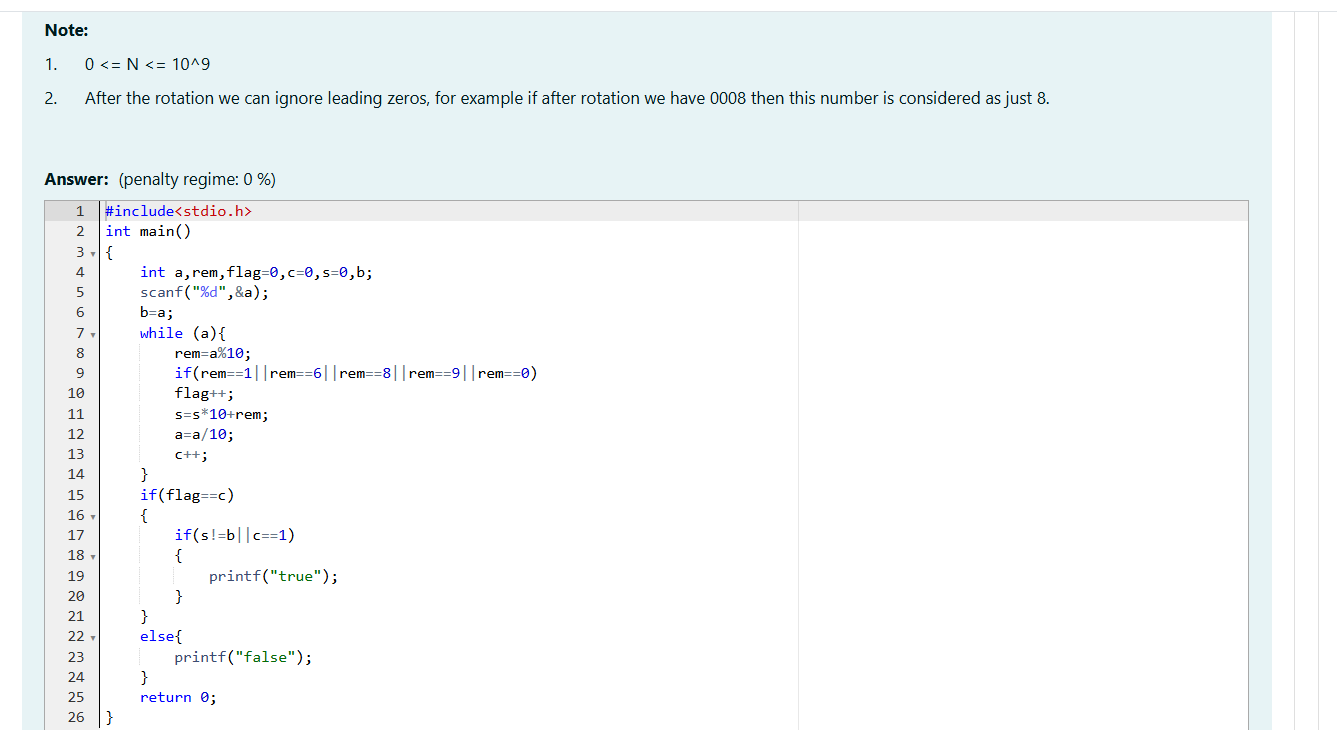 Note:
1. 0 <= N <= 10^9
2. After the rotation we can ignore leading zeros, for example if after rotation we have 0008 then this number is considered as just 8.
Answer: (penalty regime: 0 %)
1 #include<stdio.h>
2 int main()
3 {
4 int a,rem,flag=0,c=0,s=0,b;
5 scanf("%d",&a);
6 b=a;
7 while (a){
8 rem=a%10;
9 if(rem==1||rem==6||rem==8||rem==9||rem==0)
10 flag++;
11 s=s*10+rem;
12 a=a/10;
13 c++;
14 }
15 if(flag==c)
16 {
17 if(s!=b||c==1)
18 {
19 printf("true");
20 }
21 }
22 else{
23 printf("false");
24 }
25 return 0;
26 }